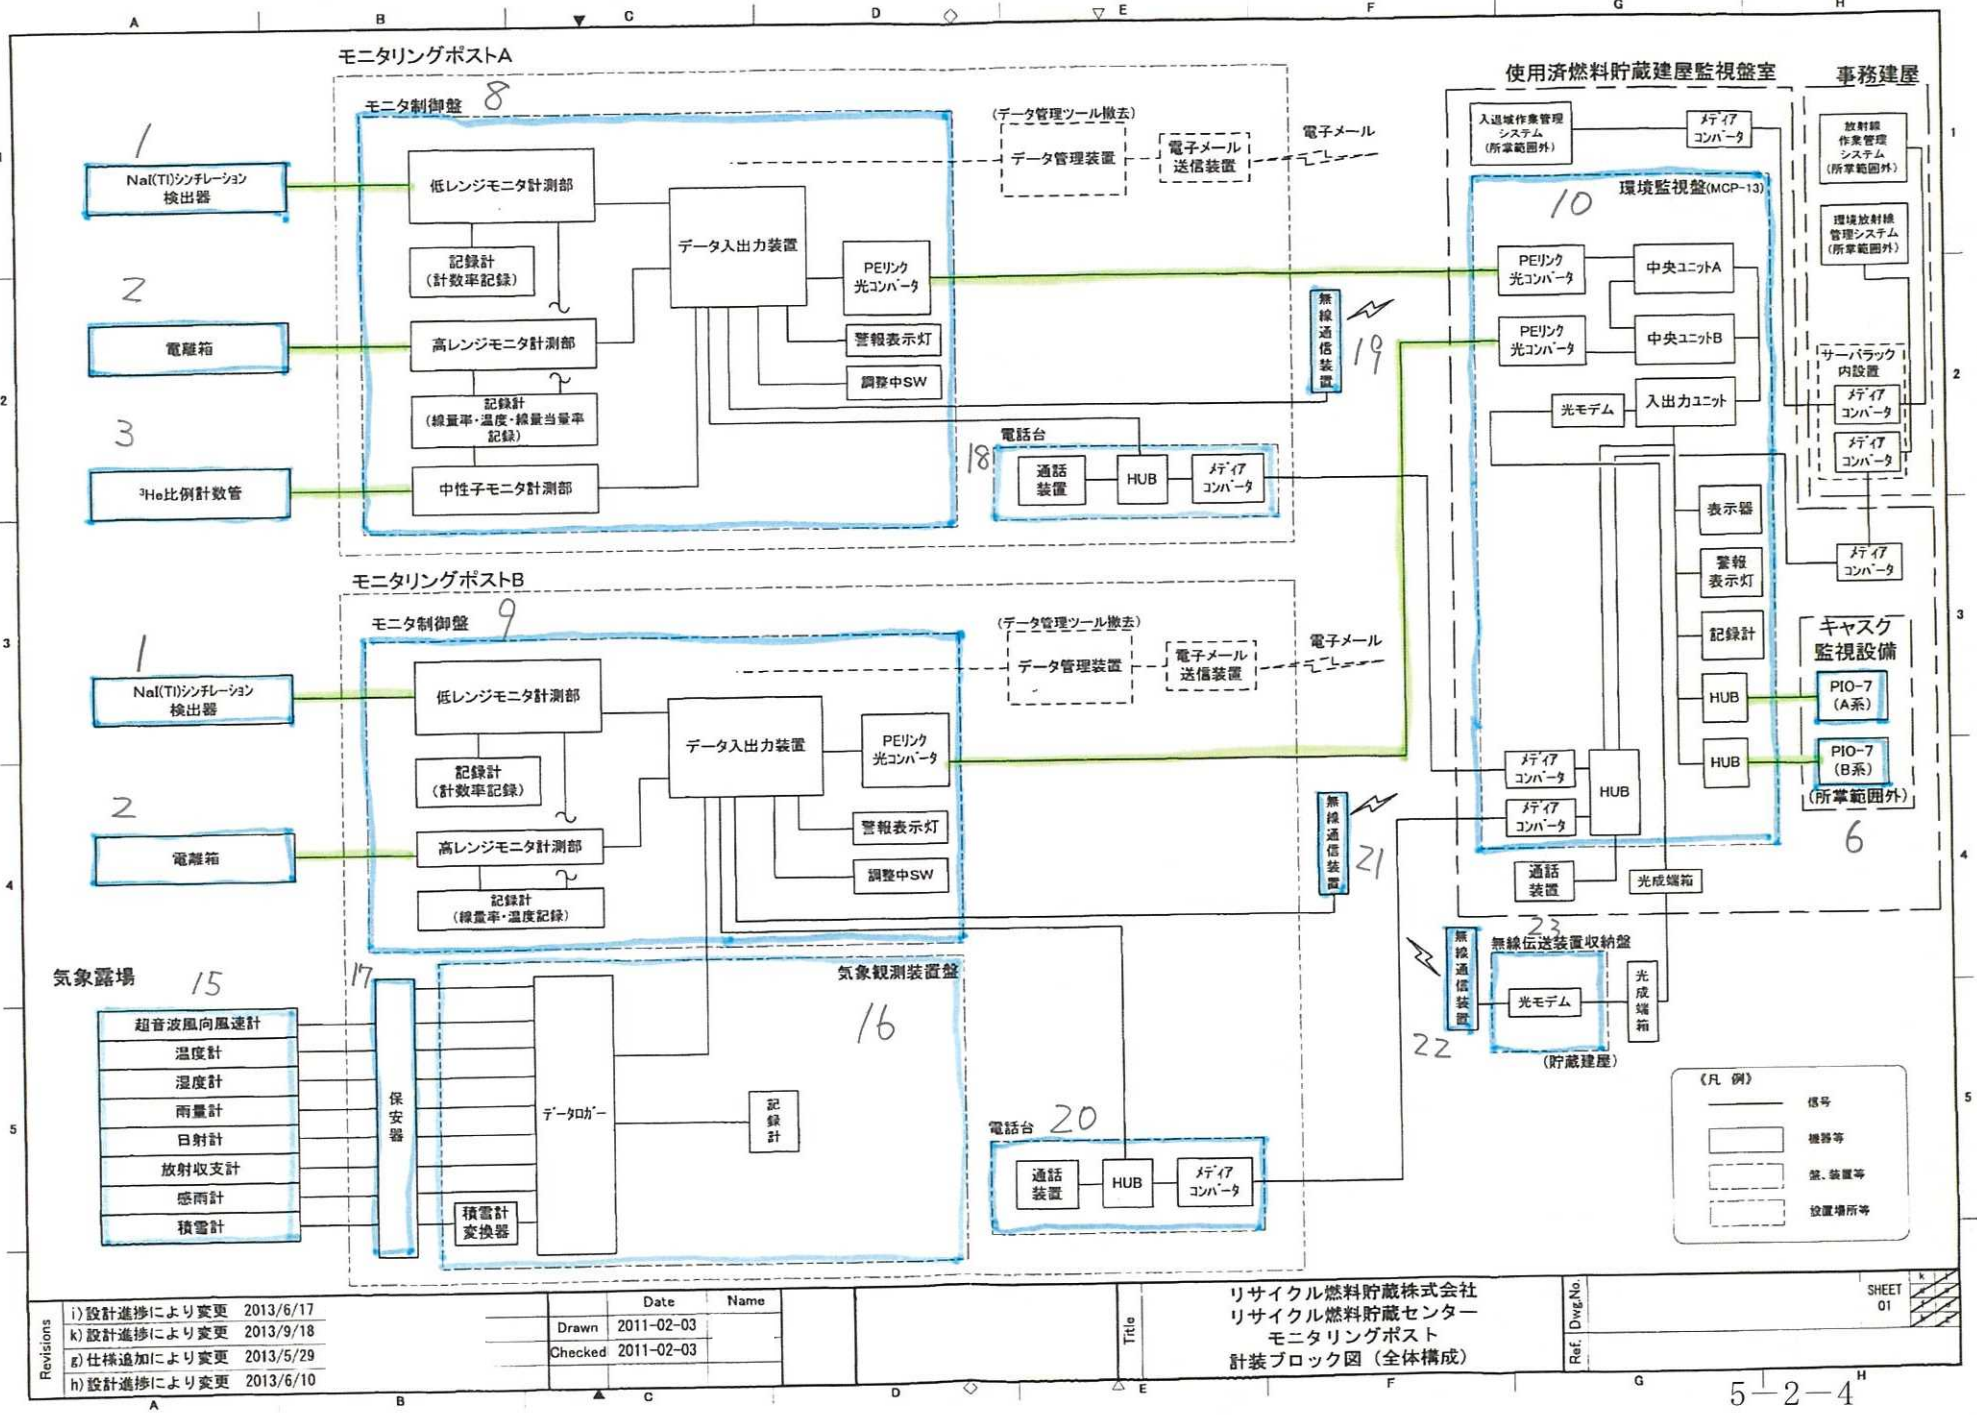 A B C D E F G H
モニタリングポストA
モニタ制御盤
8
1
NaI(Tl)シンチレーション
検出器
2
電離箱
3
³He比例計数管
低レンジモニタ計測部
記録計
(計数率記録)
高レンジモニタ計測部
記録計
(線量率・温度・線量当量率
記録)
中性子モニタ計測部
データ入出力装置
PEリンク
光コンバータ
警報表示灯
調整中SW
(データ管理ツール撤去)
データ管理装置
電子メール
送信装置
電子メール
無線通信装置
19
電話台
18
通話
装置
HUB
メディア
コンバータ
使用済燃料貯蔵建屋監視盤室
入退域作業管理
システム
(所掌範囲外)
メディア
コンバータ
環境監視盤(MCP-13)
10
PEリンク
光コンバータ
中央ユニットA
PEリンク
光コンバータ
中央ユニットB
光モデム
入出力ユニット
表示器
警報
表示灯
記録計
HUB
HUB
メディア
コンバータ
メディア
コンバータ
HUB
通話
装置
光成端箱
事務建屋
放射線
作業管理
システム
(所掌範囲外)
環境放射線
管理システム
(所掌範囲外)
サーバラック
内設置
メディア
コンバータ
メディア
コンバータ
メディア
コンバータ
キャスク
監視設備
PIO-7
(A系)
PIO-7
(B系)
(所掌範囲外)
6
モニタリングポストB
モニタ制御盤
9
1
NaI(Tl)シンチレーション
検出器
2
電離箱
低レンジモニタ計測部
記録計
(計数率記録)
高レンジモニタ計測部
記録計
(線量率・温度記録)
データ入出力装置
PEリンク
光コンバータ
警報表示灯
調整中SW
(データ管理ツール撤去)
データ管理装置
電子メール
送信装置
電子メール
無線通信装置
21
気象露場
15
超音波風向風速計
温度計
湿度計
雨量計
日射計
放射収支計
感雨計
積雪計
17
保安器
気象観測装置盤
16
データロガー
記録計
積雪計
変換器
電話台
20
通話
装置
HUB
メディア
コンバータ
無線通信装置
22
23
無線伝送装置収納盤
光モデム
(貯蔵建屋)
光成端箱
《凡 例》
信号
機器等
盤、装置等
設置場所等
1
2
3
4
5
Revisions
i)設計進捗により変更 2013/6/17
k)設計進捗により変更 2013/9/18
g)仕様追加により変更 2013/5/29
h)設計進捗により変更 2013/6/10
Date Name
Drawn 2011-02-03
Checked 2011-02-03
Title
リサイクル燃料貯蔵株式会社
リサイクル燃料貯蔵センター
モニタリングポスト
計装ブロック図（全体構成）
Dwg.No.
Ref.
SHEET
01
A B C D E F G H
5－2－4